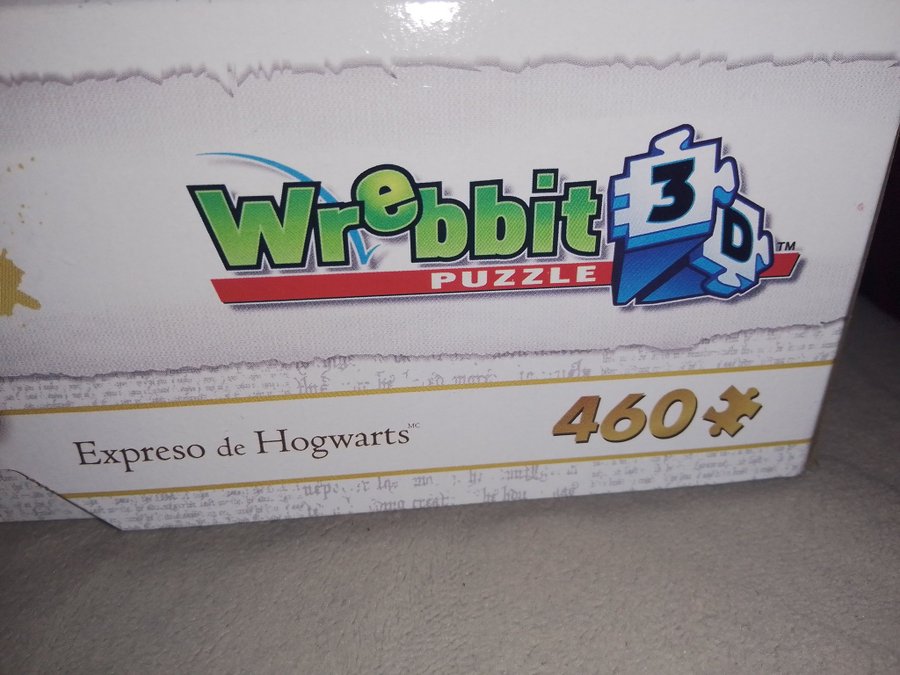 Wrebbit 3D™
PUZZLE
Expreso de Hogwarts MC
460